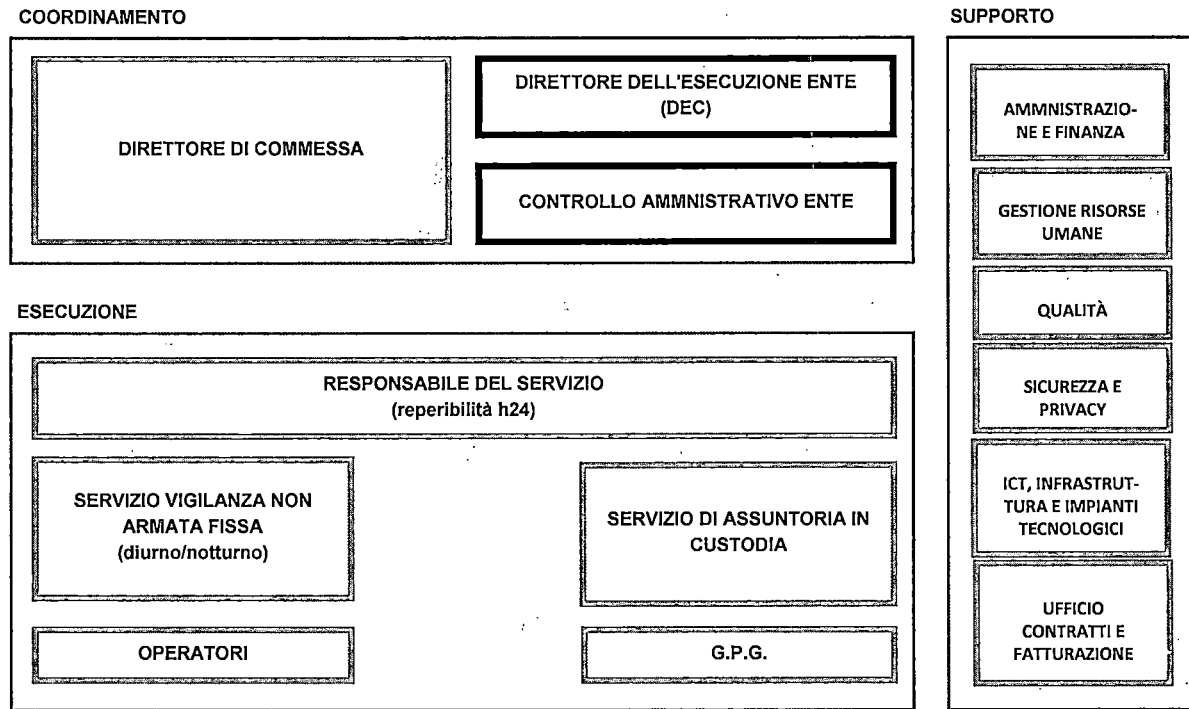 COORDINAMENTO
DIRETTORE DI COMMESSA
DIRETTORE DELL'ESECUZIONE ENTE
(DEC)
CONTROLLO AMMNISTRATIVO ENTE
ESECUZIONE
RESPONSABILE DEL SERVIZIO
(reperibilità h24)
SERVIZIO VIGILANZA NON
ARMATA FISSA
(diurno/notturno)
SERVIZIO DI ASSUNTORIA IN
CUSTODIA
OPERATORI
G.P.G.
SUPPORTO
AMMNISTRAZIO-
NE E FINANZA
GESTIONE RISORSE
UMANE
QUALITÀ
SICUREZZA E
PRIVACY
ICT, INFRASTRUT-
TURA E IMPIANTI
TECNOLOGICI
UFFICIO
CONTRATTI E
FATTURAZIONE